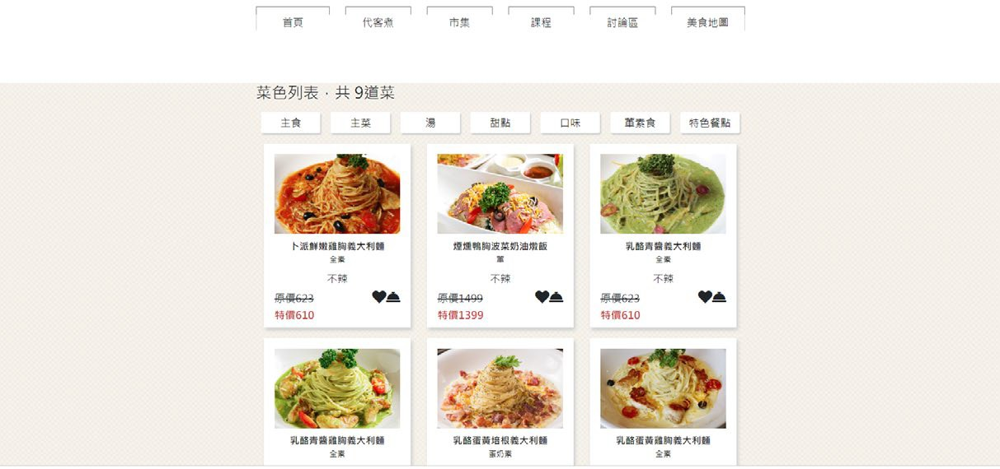 首頁 代客煮 市集 課程 討論區 美食地圖
菜色列表．共 9道菜
主食 主菜 湯 甜點 口味 葷素食 特色餐點
卜派鮮嫩雞胸義大利麵 煙燻鴨胸波菜奶油燉飯 乳酪青醬義大利麵
全素 葷 全素
不辣 不辣 不辣
原價623 原價1499 原價623
特價610 特價1399 特價610
乳酪青醬雞胸義大利麵 乳酪蛋黃培根義大利麵 乳酪蛋黃雞胸義大利麵
全素 蛋奶素 全素